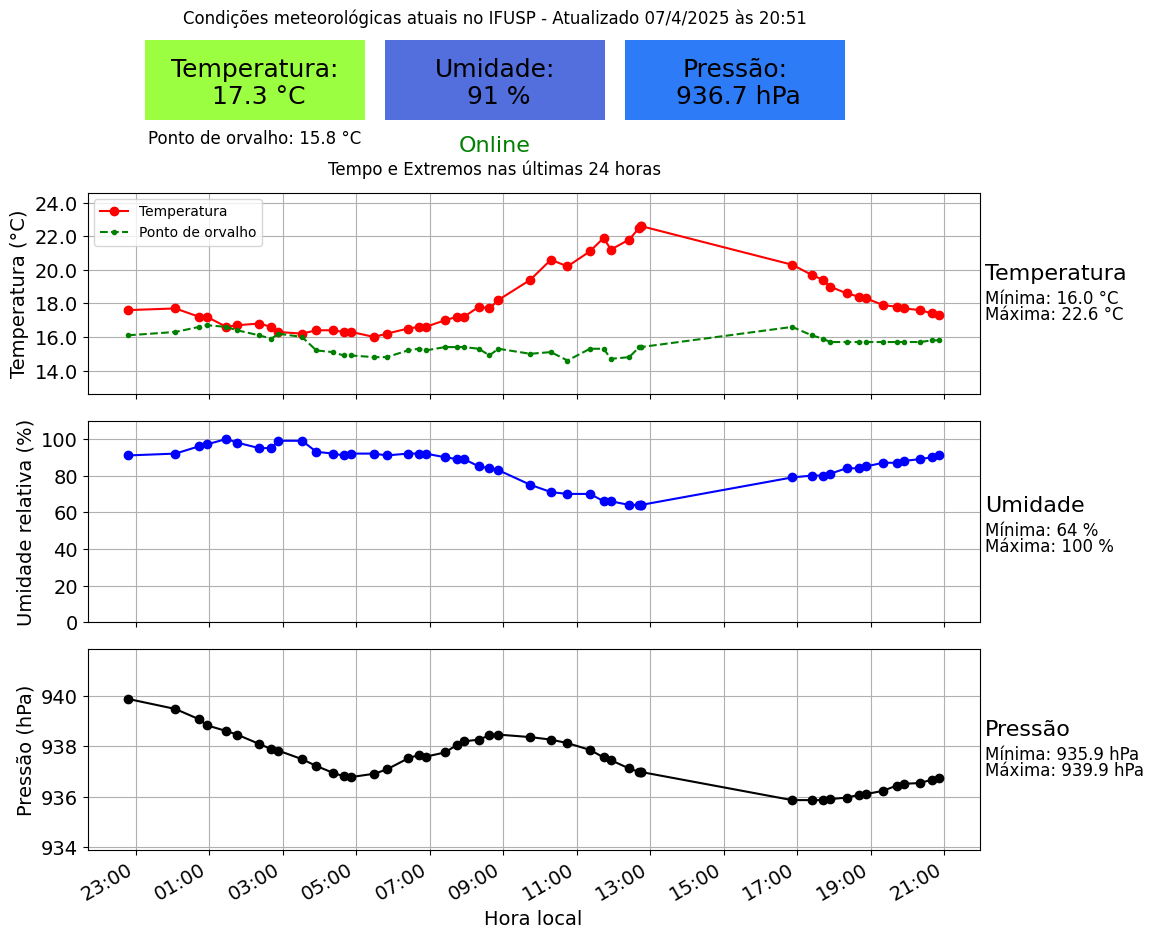 Condições meteorológicas atuais no IFUSP - Atualizado 07/4/2025 às 20:51
Temperatura:
17.3 °C
Umidade:
91 %
Pressão:
936.7 hPa
Ponto de orvalho: 15.8 °C
Online
Tempo e Extremos nas últimas 24 horas
Temperatura (°C)
24.0
22.0
20.0
18.0
16.0
14.0
Temperatura
Ponto de orvalho
Temperatura
Mínima: 16.0 °C
Máxima: 22.6 °C
Umidade relativa (%)
100
80
60
40
20
0
Umidade
Mínima: 64 %
Máxima: 100 %
Pressão (hPa)
940
938
936
934
Pressão
Mínima: 935.9 hPa
Máxima: 939.9 hPa
23:00
01:00
03:00
05:00
07:00
09:00
11:00
13:00
15:00
17:00
19:00
21:00
Hora local